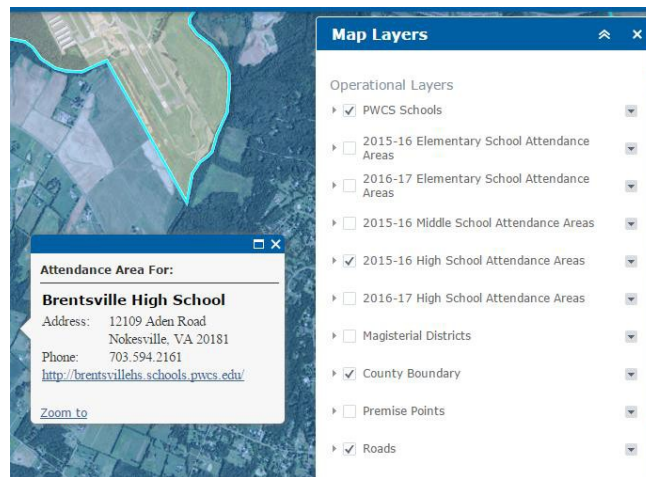 Map Layers
Operational Layers
PWCS Schools
2015-16 Elementary School Attendance
Areas
2016-17 Elementary School Attendance
Areas
2015-16 Middle School Attendance Areas
2015-16 High School Attendance Areas
2016-17 High School Attendance Areas
Magisterial Districts
County Boundary
Premise Points
Roads
Attendance Area For:
Brentsville High School
Address: 12109 Aden Road
Nokesville, VA 20181
Phone: 703.594.2161
http://brentsvillehs.schools.pwcs.edu/
Zoom to